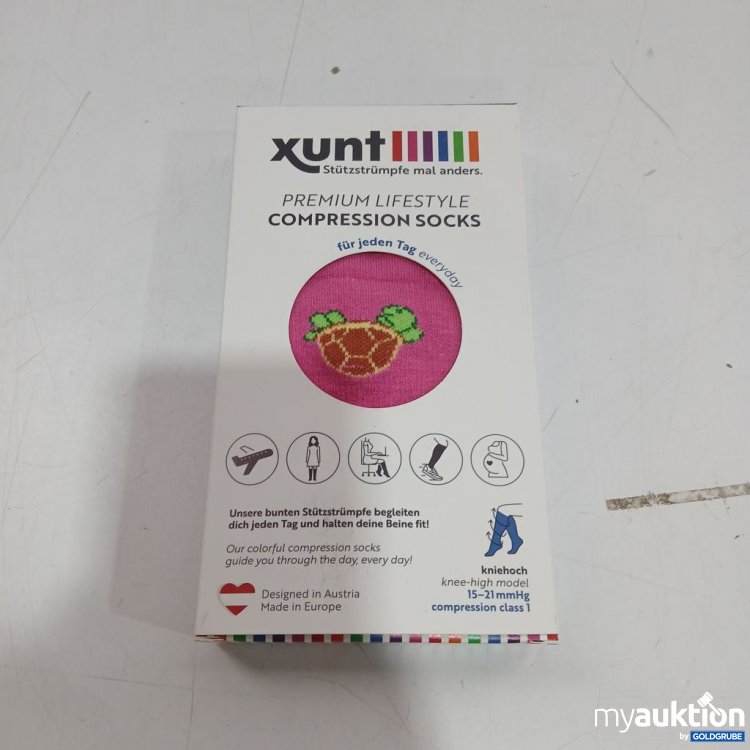 xunt
Stützstrümpfe mal anders.
PREMIUM LIFESTYLE
COMPRESSION SOCKS
für jeden Tag everyday
Unsere bunten Stützstrümpfe begleiten
dich jeden Tag und halten deine Beine fit!
Our colorful compression socks
guide you through the day, every day!
Designed in Austria
Made in Europe
kniehoch
knee-high model
15–21 mmHg
compression class 1
myauktion
by GOLDGRUBE